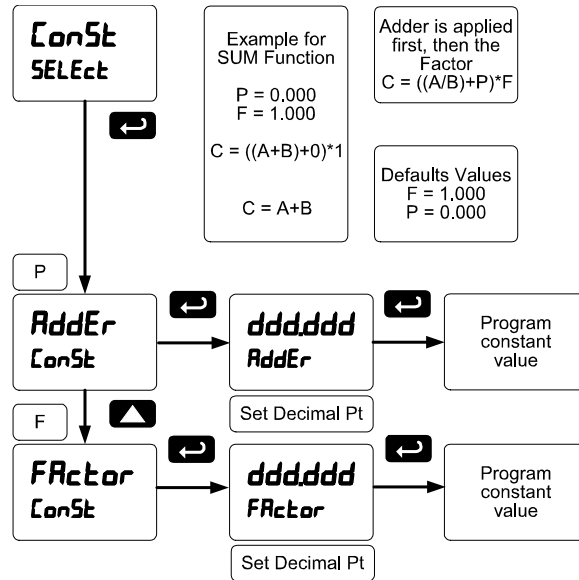 ConSt
SELEct
Example for
SUM Function
P = 0.000
F = 1.000
C = ((A+B)+0)*1
C = A+B
Adder is applied
first, then the
Factor
C = ((A/B)+P)*F
Defaults Values
F = 1.000
P = 0.000
P
AddEr
ConSt
ddd.ddd
AddEr
Program
constant
value
Set Decimal Pt
F
FActor
ConSt
ddd.ddd
FActor
Program
constant
value
Set Decimal Pt